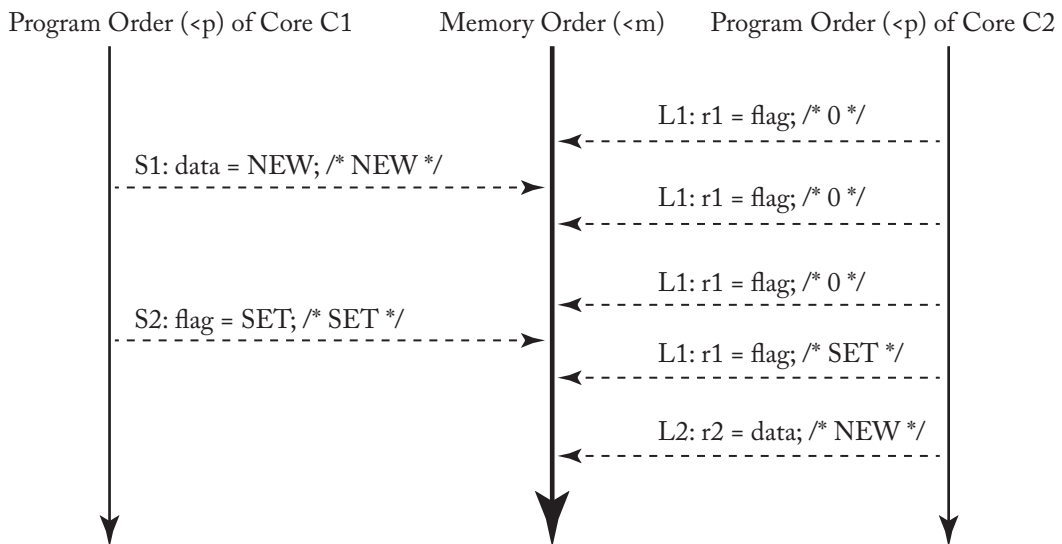 Program Order (<p) of Core C1
Memory Order (<m)
Program Order (<p) of Core C2
L1: r1 = flag; /* 0 */
S1: data = NEW; /* NEW */
L1: r1 = flag; /* 0 */
L1: r1 = flag; /* 0 */
S2: flag = SET; /* SET */
L1: r1 = flag; /* SET */
L2: r2 = data; /* NEW */